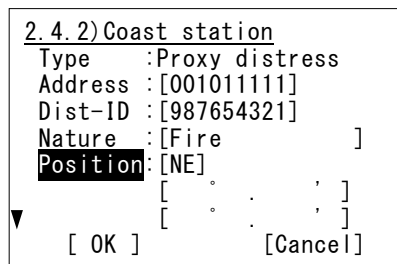 2.4.2)Coast station
Type :Proxy distress
Address :[001011111]
Dist-ID :[987654321]
Nature :[Fire ]
Position:[NE]
[ ° . ' ]
[ ° . ' ]
[ OK ] [Cancel]